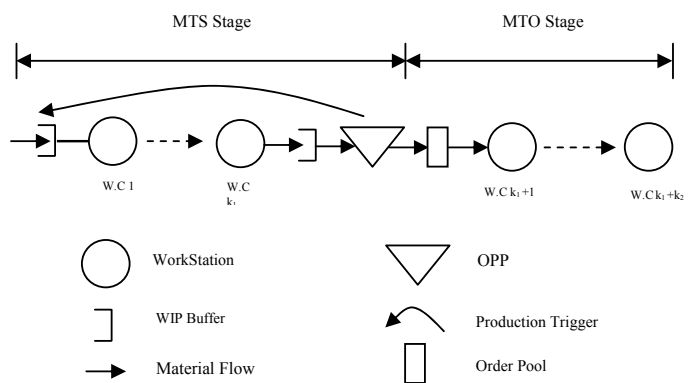 MTS Stage
MTO Stage
W.C 1
W.C
k₁
W.C k₁+1
W.C k₁+k₂
WorkStation
OPP
WIP Buffer
Production Trigger
Material Flow
Order Pool